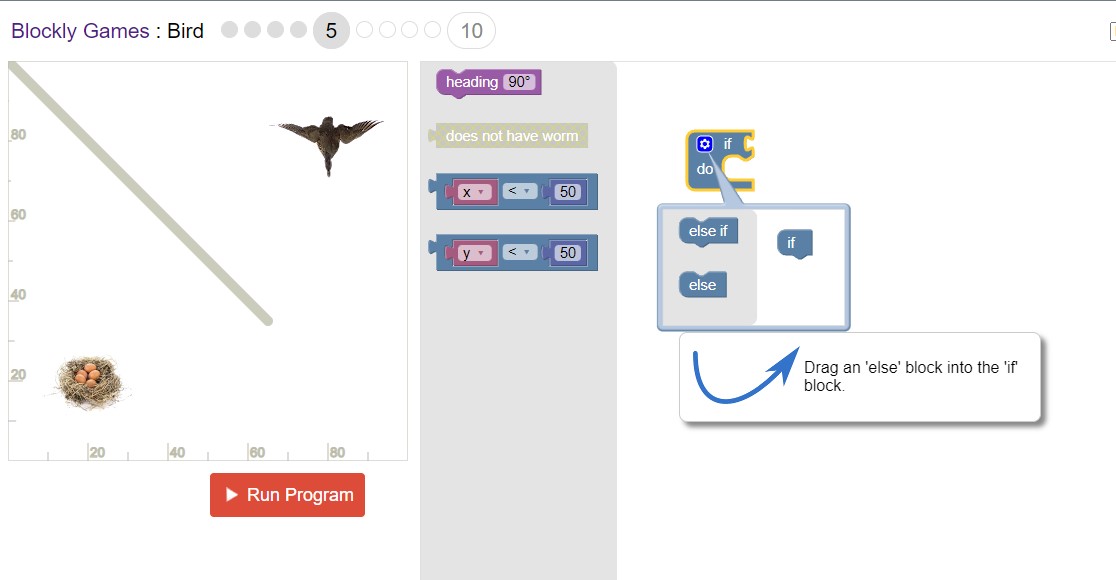 Blockly Games : Bird 5 10
heading 90°
does not have worm
x < 50
y < 50
80
60
40
20
20 40 60 80
Run Program
if
do
else if
if
else
Drag an 'else' block into the 'if'
block.